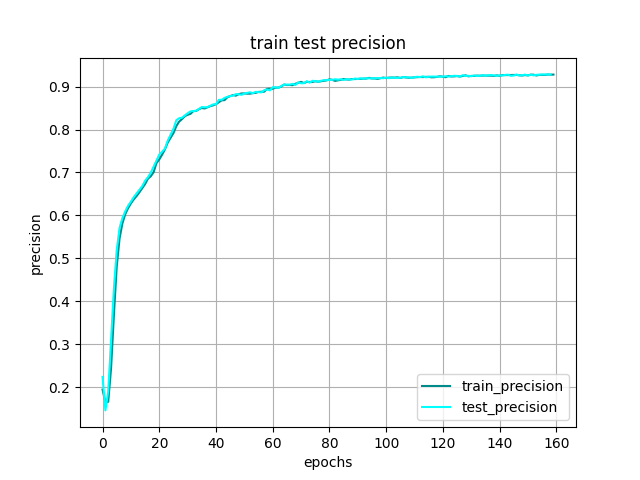 train test precision
precision
0.9
0.8
0.7
0.6
0.5
0.4
0.3
0.2
train_precision
test_precision
0 20 40 60 80 100 120 140 160
epochs